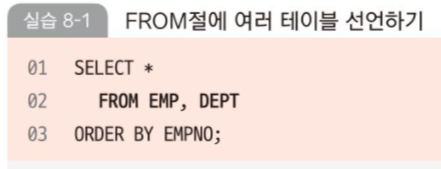 실습 8-1 FROM절에 여러 테이블 선언하기
01 SELECT *
02 FROM EMP, DEPT
03 ORDER BY EMPNO;